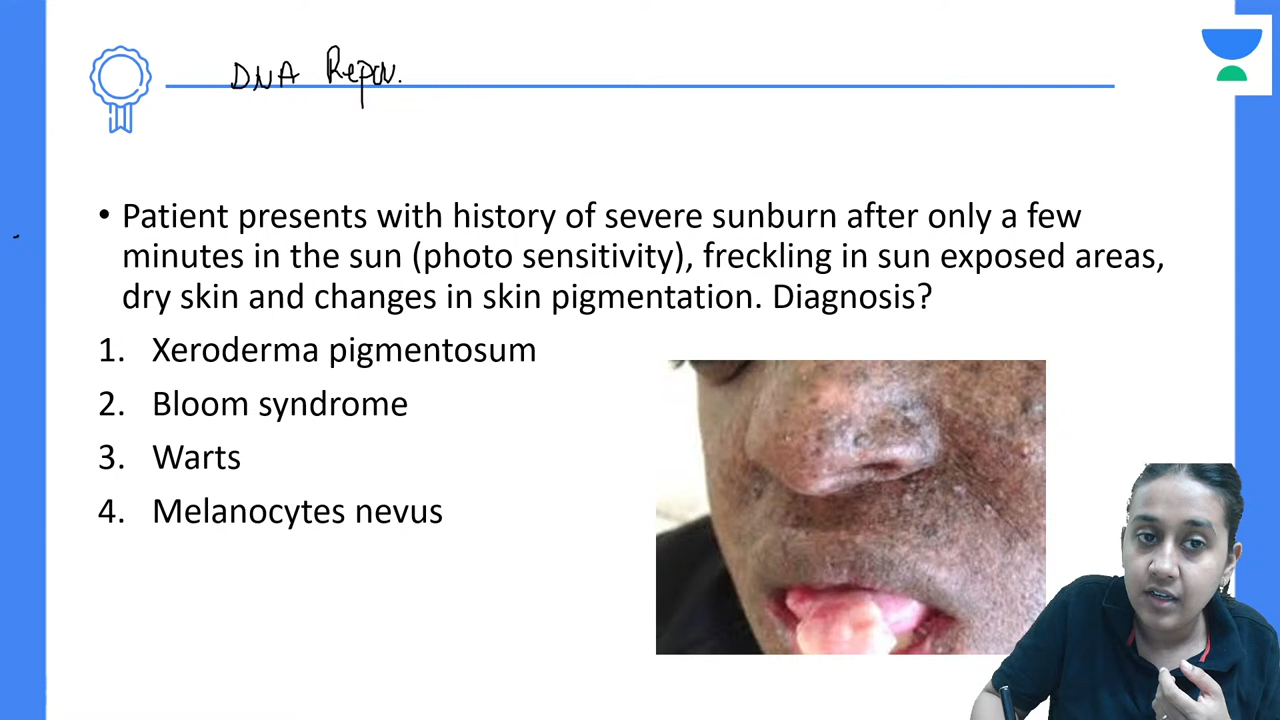 DNA Repair.
• Patient presents with history of severe sunburn after only a few
minutes in the sun (photo sensitivity), freckling in sun exposed areas,
dry skin and changes in skin pigmentation. Diagnosis?
1. Xeroderma pigmentosum
2. Bloom syndrome
3. Warts
4. Melanocytes nevus